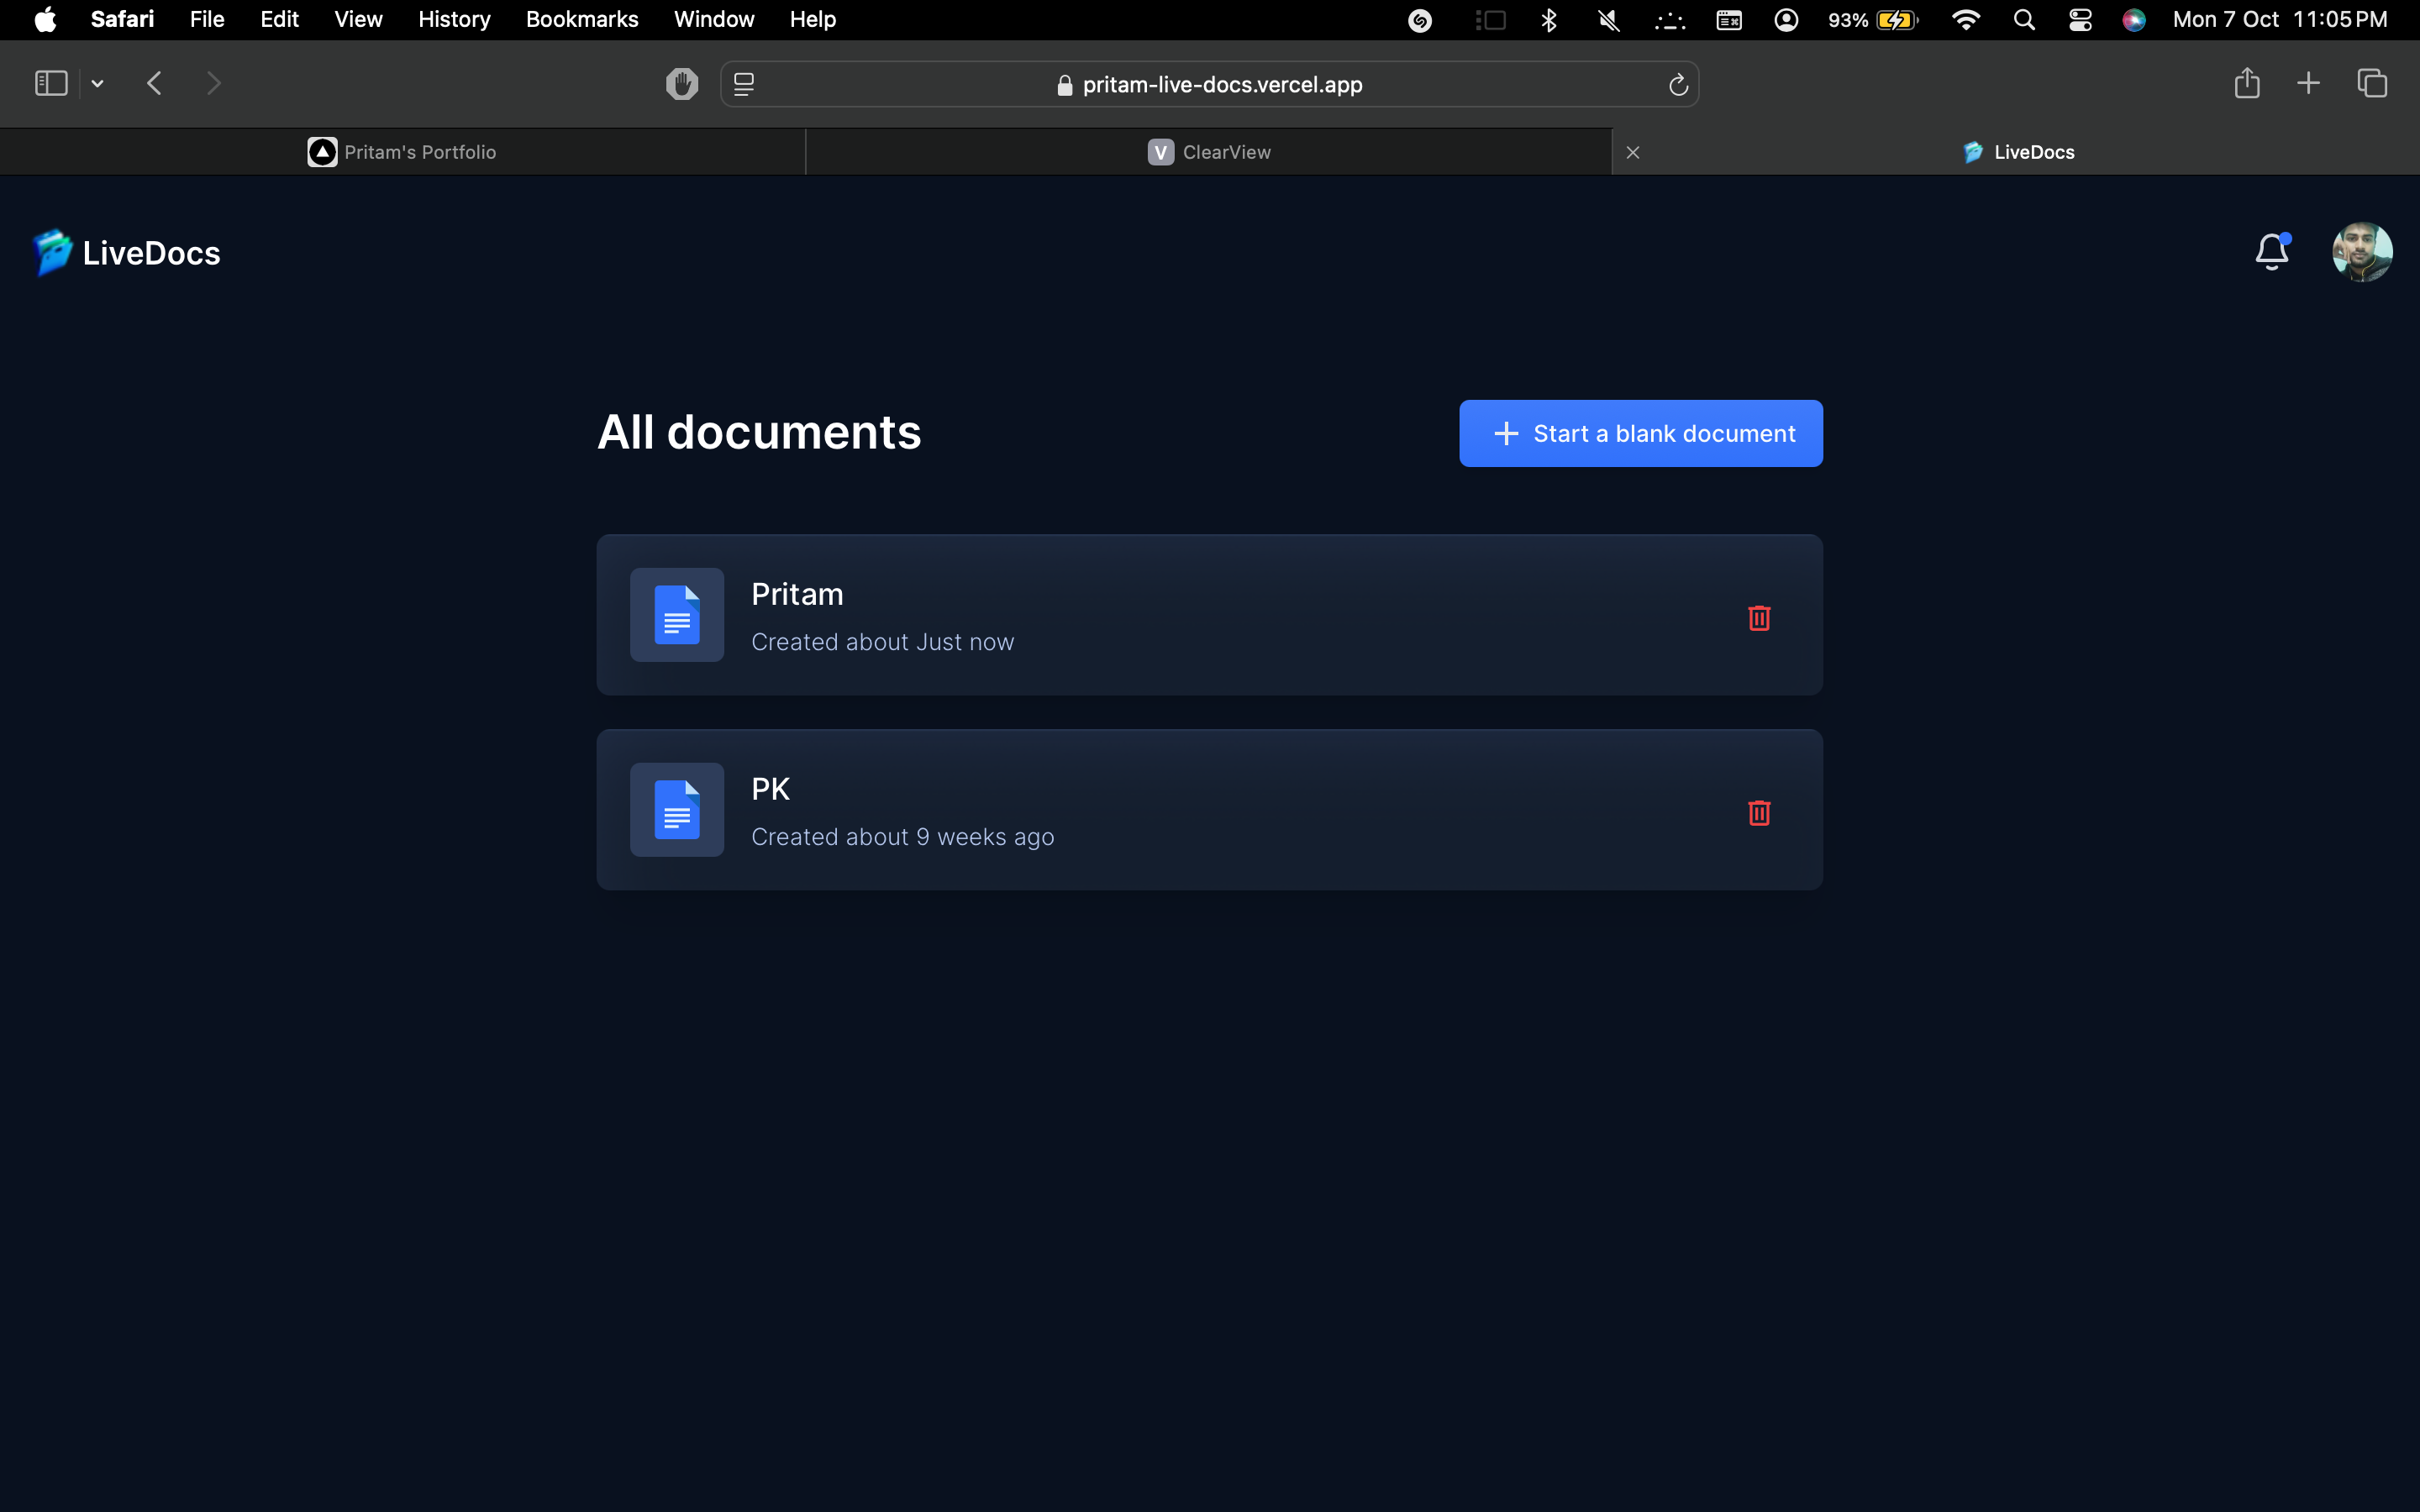 Safari File Edit View History Bookmarks Window Help 93% Mon 7 Oct 11:05 PM
pritam-live-docs.vercel.app
Pritam's Portfolio V ClearView LiveDocs
LiveDocs
All documents + Start a blank document
Pritam
Created about Just now
PK
Created about 9 weeks ago